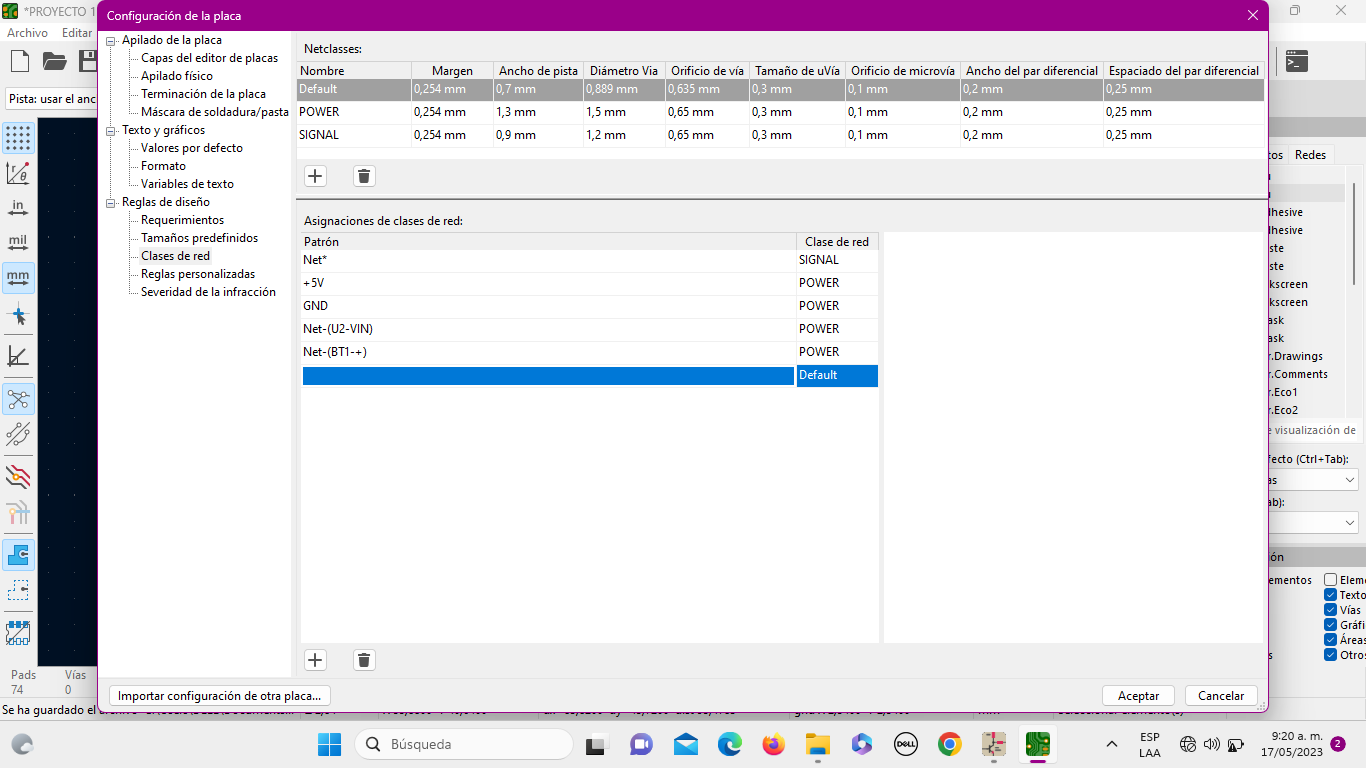 *PROYECTO 1
Configuración de la placa
Archivo Editar
Pista: usar el anc
in
mil
mm
Apilado de la placa
Capas del editor de placas
Apilado físico
Terminación de la placa
Máscara de soldadura/pasta
Texto y gráficos
Valores por defecto
Formato
Variables de texto
Reglas de diseño
Requerimientos
Tamaños predefinidos
Clases de red
Reglas personalizadas
Severidad de la infracción
Netclasses:
Nombre Margen Ancho de pista Diámetro Via Orificio de vía Tamaño de uVía Orificio de microvía Ancho del par diferencial Espaciado del par diferencial
Default 0,254 mm 0,7 mm 0,889 mm 0,635 mm 0,3 mm 0,1 mm 0,2 mm 0,25 mm
POWER 0,254 mm 1,3 mm 1,5 mm 0,65 mm 0,3 mm 0,1 mm 0,2 mm 0,25 mm
SIGNAL 0,254 mm 0,9 mm 1,2 mm 0,65 mm 0,3 mm 0,1 mm 0,2 mm 0,25 mm
Asignaciones de clases de red:
Patrón Clase de red
Net* SIGNAL
+5V POWER
GND POWER
Net-(U2-VIN) POWER
Net-(BT1-+) POWER
Default
tos Redes
dhesive
dhesive
ste
ste
kscreen
kscreen
ask
ask
r.Drawings
r.Comments
r.Eco1
r.Eco2
e visualización de
fecto (Ctrl+Tab):
as
ab):
ón
ementos Elem
Texto
Vías
Gráfi
Áreas
s Otros
Pads Vías
74 0
Importar configuración de otra placa... Aceptar Cancelar
Se ha guardado el
Búsqueda
DELL
ESP
LAA
9:20 a. m.
17/05/2023
2